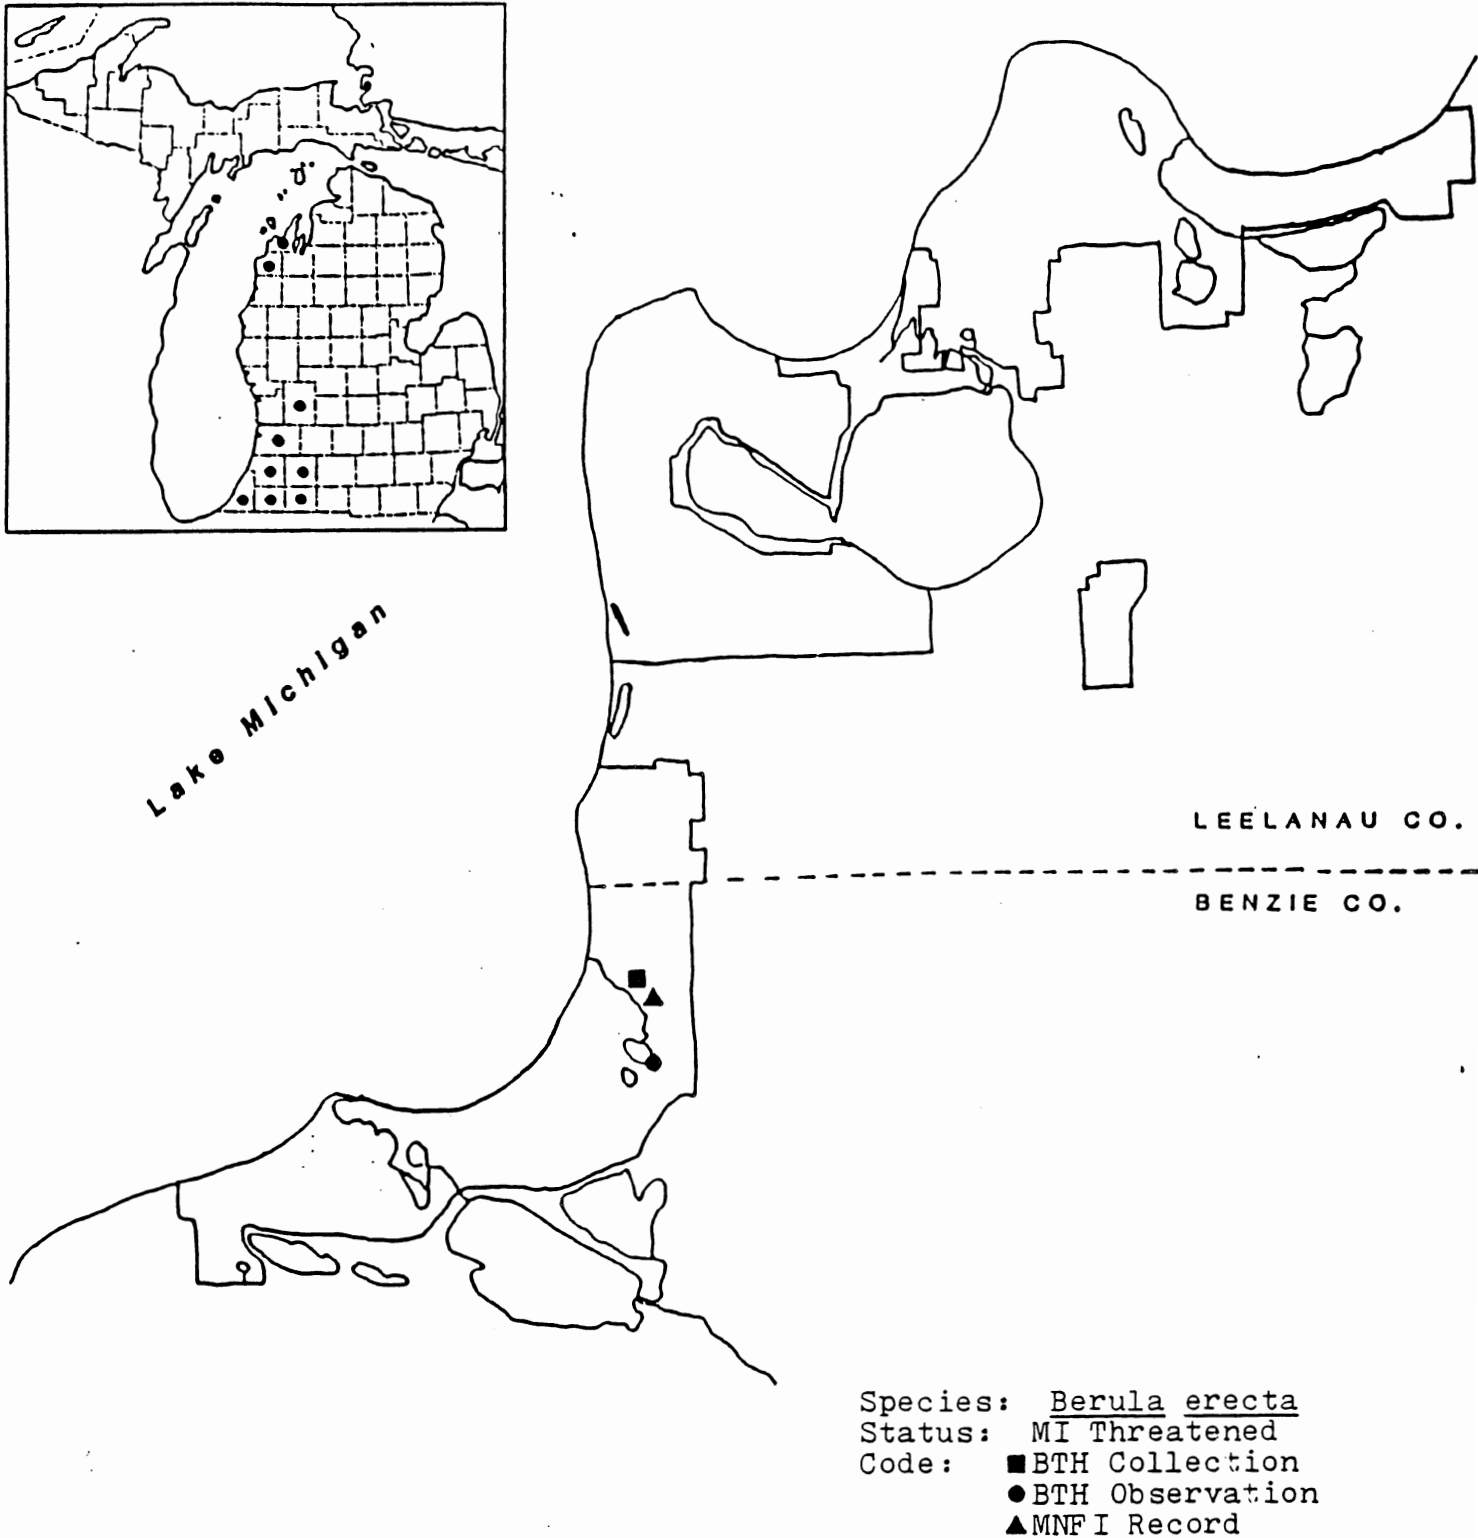 Lake Michigan
LEELANAU CO.
BENZIE CO.
Species: Berula erecta
Status: MI Threatened
Code: ■BTH Collection
●BTH Observation
▲MNFI Record